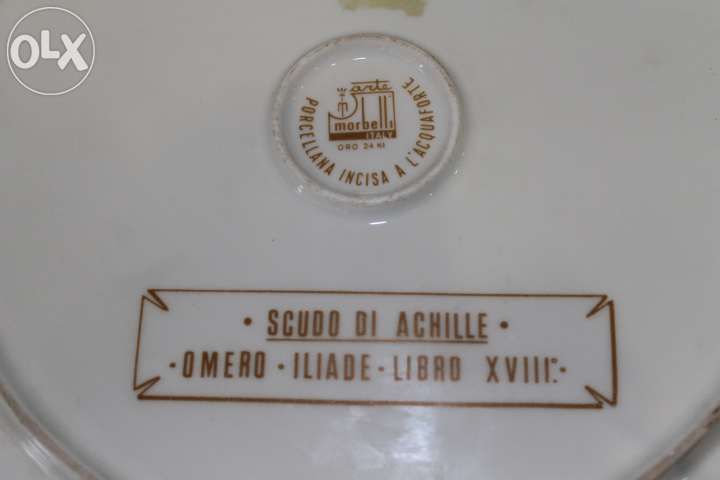 OLX
arte
morbelli
ITALY
ORO 24 Kt
PORCELLANA INCISA A L'ACQUAFORTE
• SCUDO DI ACHILLE •
•OMERO•ILIADE•LIBRO XVIII°•